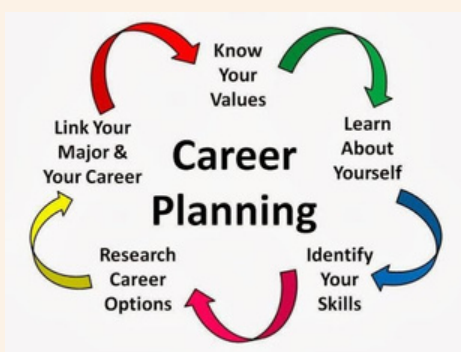 Know
Your
Values
Learn
About
Yourself
Identify
Your
Skills
Research
Career
Options
Link Your
Major &
Your Career
Career
Planning